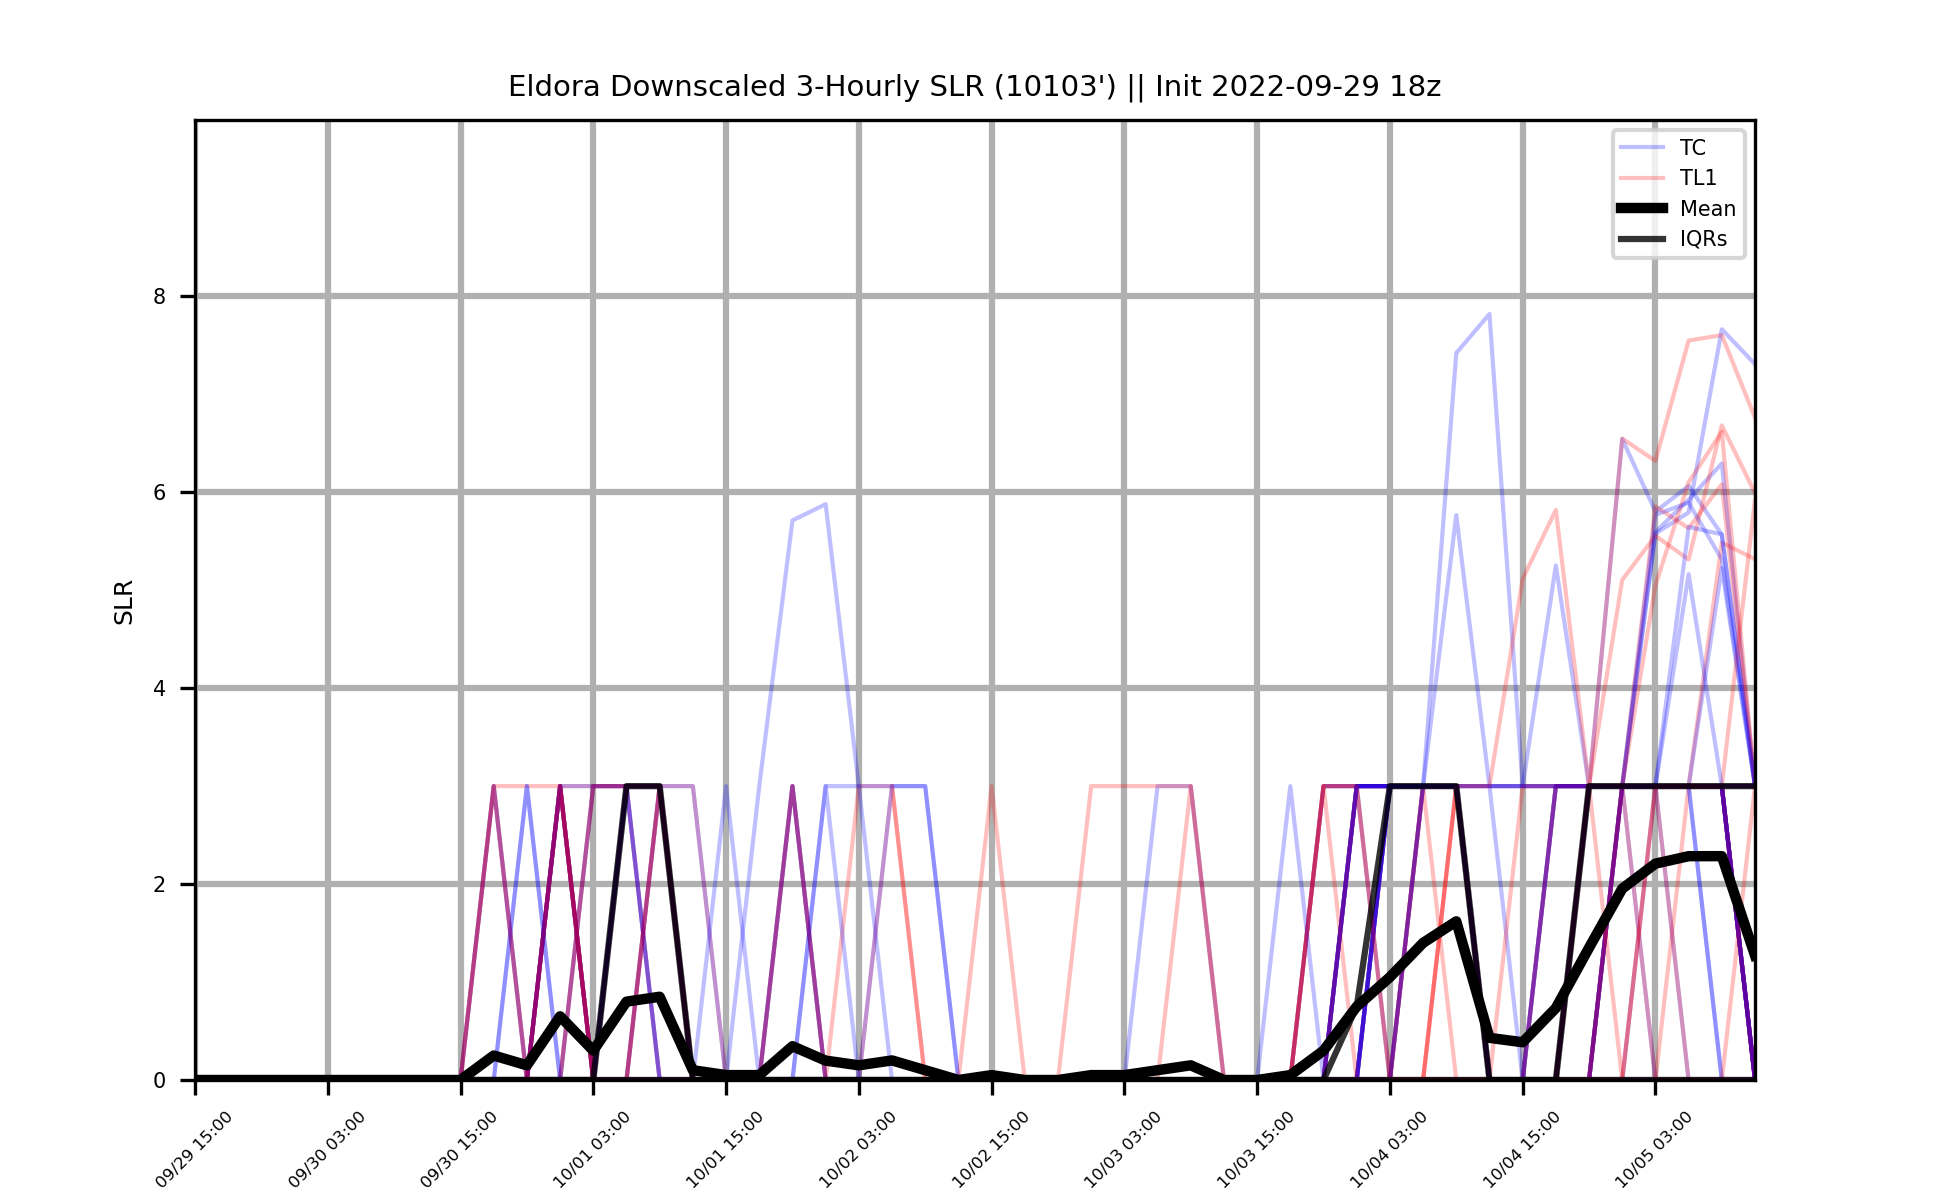 Eldora Downscaled 3-Hourly SLR (10103') || Init 2022-09-29 18z
TC
TL1
Mean
IQRs
SLR
8
6
4
2
0
09/29 15:00
09/30 03:00
09/30 15:00
10/01 03:00
10/01 15:00
10/02 03:00
10/02 15:00
10/03 03:00
10/03 15:00
10/04 03:00
10/04 15:00
10/05 03:00